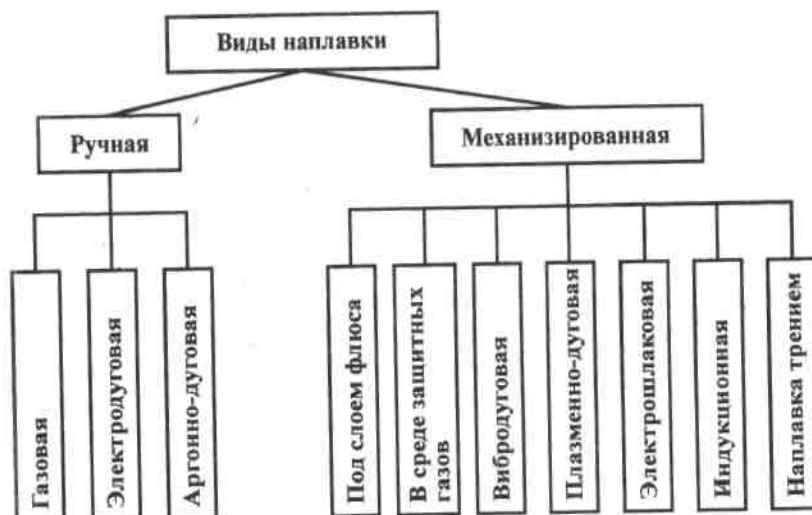 Виды наплавки
Ручная
Механизированная
Газовая
Электродуговая
Аргонно-дуговая
Под слоем флюса
В среде защитных
газов
Вибродуговая
Плазменно-дуговая
Электрошлаковая
Индукционная
Наплавка трением